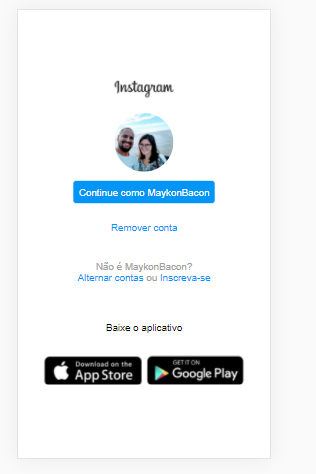 Instagram
Continue como MaykonBacon
Remover conta
Não é MaykonBacon?
Alternar contas ou Inscreva-se
Baixe o aplicativo
Download on the
App Store
GET IT ON
Google Play